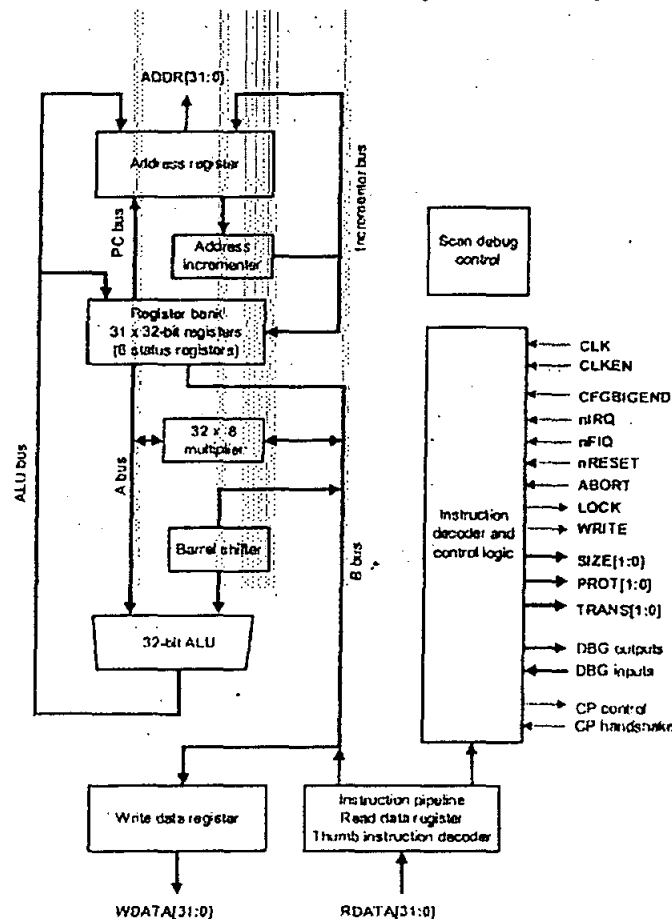 ADDR[31:0]
Address register
PC bus
Incrementer bus
Address
incrementer
Scan debug
control
Register bank
31 x 32-bit registers
(6 status registers)
ALU bus
A bus
32 x 8
multiplier
B bus
Barrel shifter
32-bit ALU
Instruction
decoder and
control logic
CLK
CLKEN
CFGBIGEND
nIRQ
nFIQ
nRESET
ABORT
LOCK
WRITE
SIZE[1:0]
PROT[1:0]
TRANS[1:0]
DBG outputs
DBG inputs
CP control
CP handshake
Write data register
Instruction pipeline
Read data register
Thumb instruction decoder
WDATA[31:0]
RDATA[31:0]